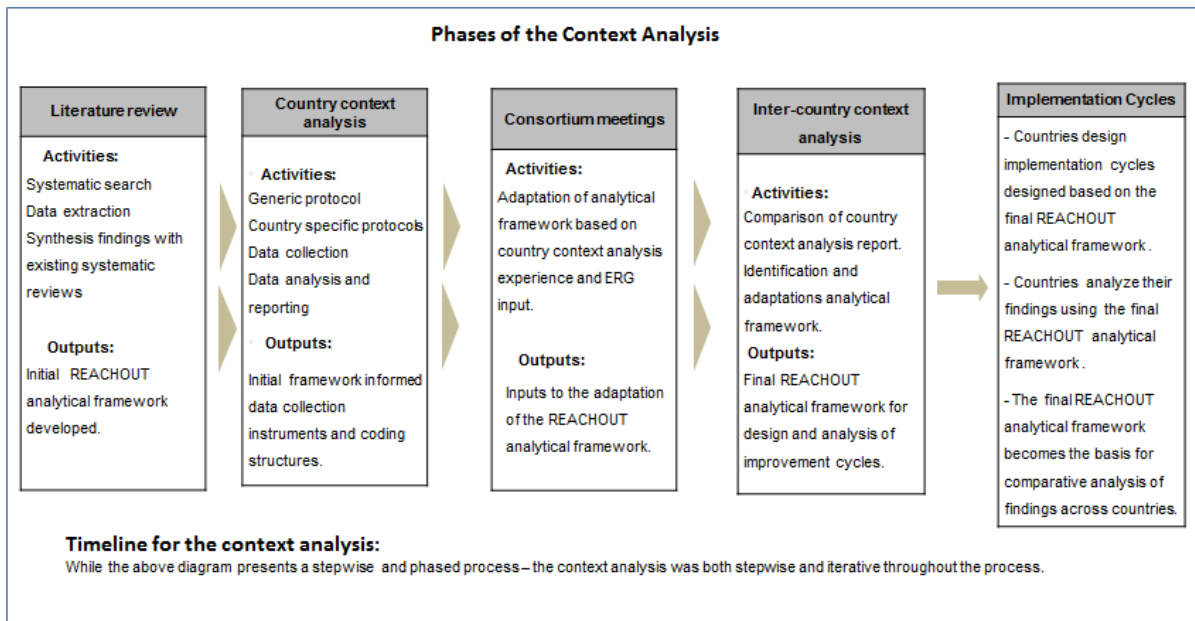 Phases of the Context Analysis
Literature review
Activities:
Systematic search
Data extraction
Synthesis findings with
existing systematic
reviews
Outputs:
Initial REACHOUT
analytical framework
developed.
Country context
analysis
Activities:
Generic protocol
Country specific protocols
Data collection
Data analysis and
reporting
Outputs:
Initial framework informed
data collection
instruments and coding
structures.
Consortium meetings
Activities:
Adaptation of analytical
framework based on
country context analysis
experience and ERG
input.
Outputs:
Inputs to the adaptation
of the REACHOUT
analytical framework.
Inter-country context
analysis
Activities:
Comparison of country
context analysis report.
Identification and
adaptations analytical
framework.
Outputs:
Final REACHOUT
analytical framework for
design and analysis of
improvement cycles.
Implementation Cycles
- Countries design
implementation cycles
designed based on the
final REACHOUT
analytical framework.
- Countries analyze their
findings using the final
REACHOUT analytical
framework.
- The final REACHOUT
analytical framework
becomes the basis for
comparative analysis of
findings across countries.
Timeline for the context analysis:
While the above diagram presents a stepwise and phased process – the context analysis was both stepwise and iterative throughout the process.